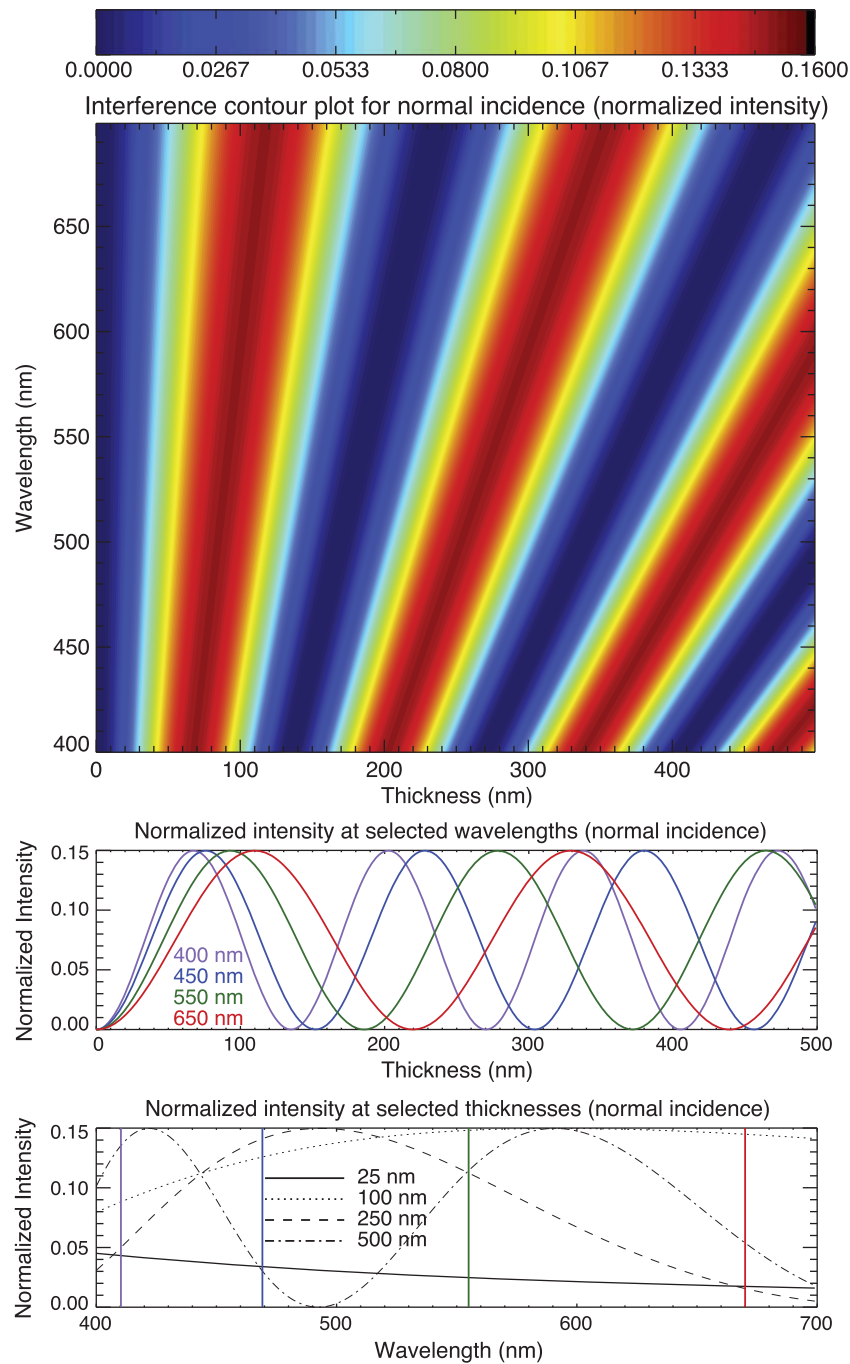 0.0000 0.0267 0.0533 0.0800 0.1067 0.1333 0.1600
Interference contour plot for normal incidence (normalized intensity)
Wavelength (nm)
650
600
550
500
450
400
0 100 200 300 400
Thickness (nm)
Normalized intensity at selected wavelengths (normal incidence)
Normalized Intensity
0.15
0.10
0.05
0.00
400 nm
450 nm
550 nm
650 nm
0 100 200 300 400 500
Thickness (nm)
Normalized intensity at selected thicknesses (normal incidence)
Normalized Intensity
0.15
0.10
0.05
0.00
25 nm
100 nm
250 nm
500 nm
400 500 600 700
Wavelength (nm)